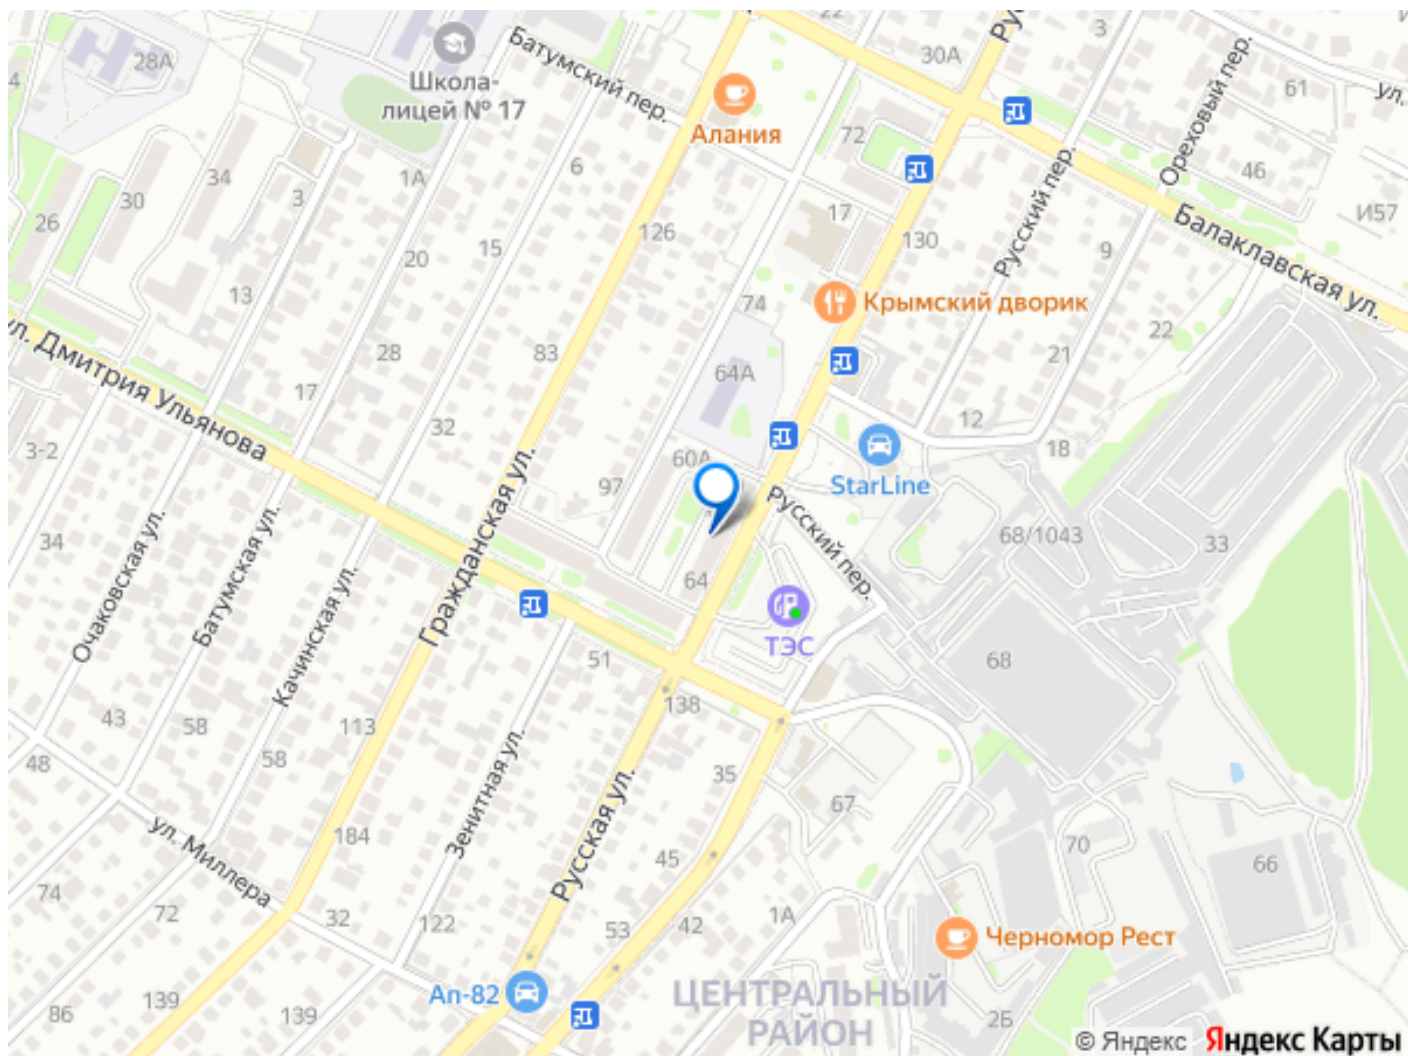 22
3
28А
Батумский пер.
30А
Русский пер.
Ореховый пер.
61
ул.
Школа-
лицей № 17
Алания
72
46
И57
34
30
26
3
1А
6
17
126
130
9
Балаклавская ул.
20
15
13
74
Крымский дворик
22
21
ул. Дмитрия Ульянова
28
83
64А
17
32
12
18
3-2
60А
97
StarLine
Русский пер.
68/1043
33
34
Очаковская ул.
Батумская ул.
Качинская ул.
Гражданская ул.
64
ТЭС
51
68
138
43
58
58
113
48
35
67
Зенитная ул.
Русская ул.
ул. Миллера
184
45
70
66
74
72
32
122
53
42
1А
Черномор Рест
86
139
139
Ап-82
ЦЕНТРАЛЬНЫЙ
РАЙОН
2Б
© Яндекс Яндекс Карты